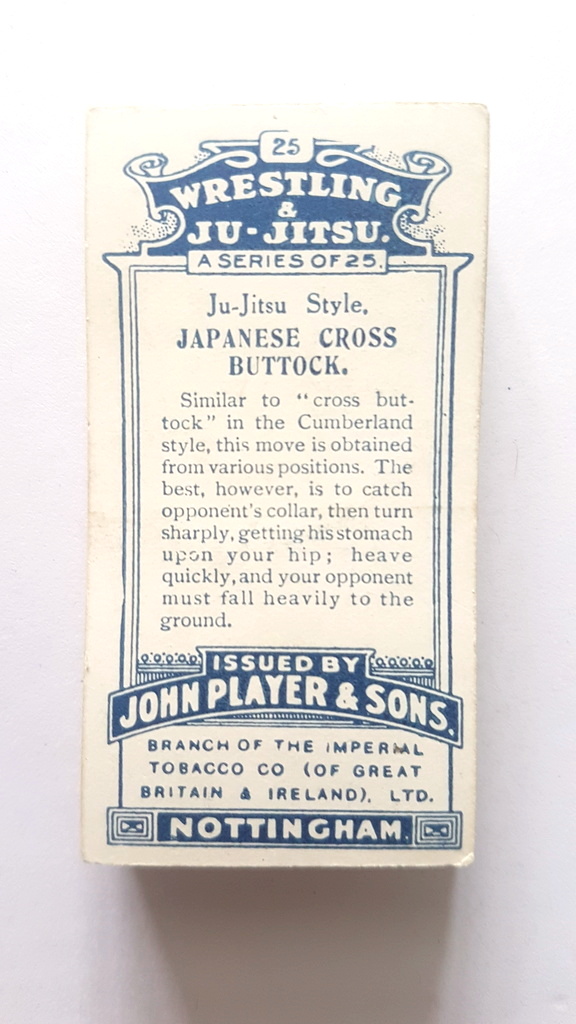 25
WRESTLING
&
JU-JITSU.
A SERIES OF 25.
Ju-Jitsu Style.
JAPANESE CROSS
BUTTOCK.
Similar to "cross but-
tock" in the Cumberland
style, this move is obtained
from various positions. The
best, however, is to catch
opponent's collar, then turn
sharply, getting his stomach
upon your hip; heave
quickly, and your opponent
must fall heavily to the
ground.
ISSUED BY
JOHN PLAYER & SONS.
BRANCH OF THE IMPERIAL
TOBACCO CO (OF GREAT
BRITAIN & IRELAND), LTD.
NOTTINGHAM.